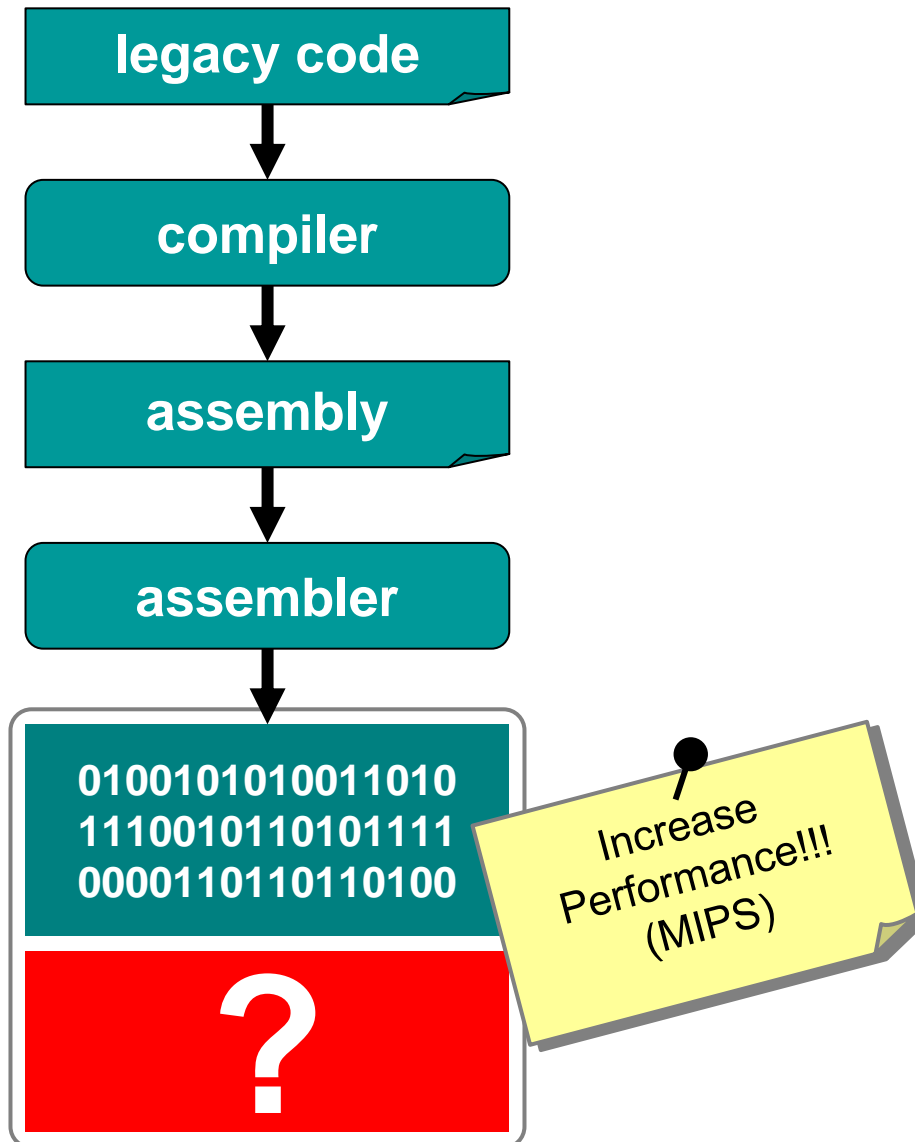 legacy code
compiler
assembly
assembler
0100101010011010
1110010110101111
0000110110110100
Increase
Performance!!!
(MIPS)
?